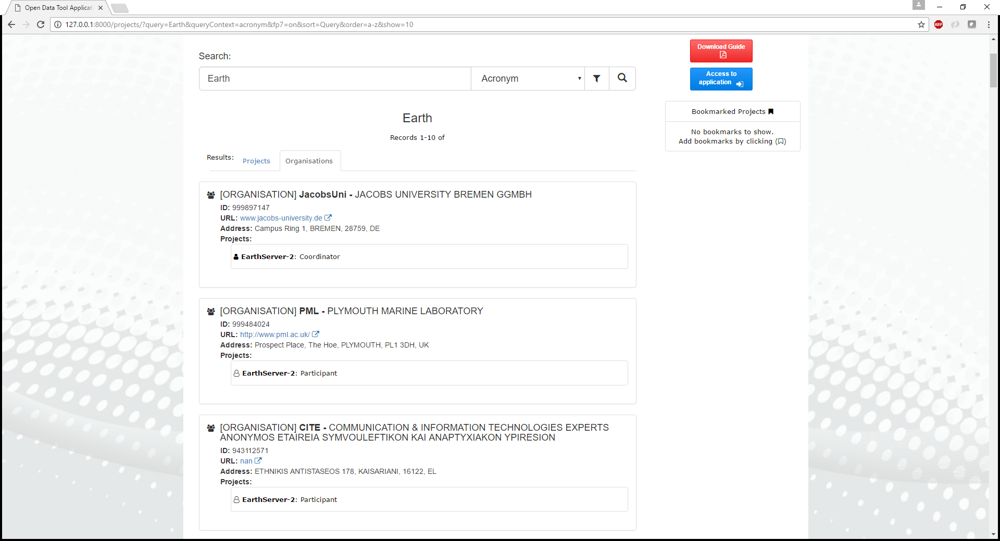 Open Data Tool Applicat
127.0.0.1:8000/projects/?query=Earth&queryContext=acronym&fp7=on&sort=Query&order=a-z&show=10
ABP
Search:
Earth
Acronym
Download Guide
Access to
application
Earth
Records 1-10 of
Bookmarked Projects
No bookmarks to show.
Add bookmarks by clicking ( )
Results: Projects Organisations
[ORGANISATION] JacobsUni - JACOBS UNIVERSITY BREMEN GGMBH
ID: 999897147
URL: www.jacobs-university.de
Address: Campus Ring 1, BREMEN, 28759, DE
Projects:
EarthServer-2: Coordinator
[ORGANISATION] PML - PLYMOUTH MARINE LABORATORY
ID: 999484024
URL: http://www.pml.ac.uk/
Address: Prospect Place, The Hoe, PLYMOUTH, PL1 3DH, UK
Projects:
EarthServer-2: Participant
[ORGANISATION] CITE - COMMUNICATION & INFORMATION TECHNOLOGIES EXPERTS
ANONYMOS ETAIREIA SYMVOULEFTIKON KAI ANAPTYXIAKON YPIRESION
ID: 943112571
URL: nan
Address: ETHNIKIS ANTISTASEOS 178, KAISARIANI, 16122, EL
Projects:
EarthServer-2: Participant